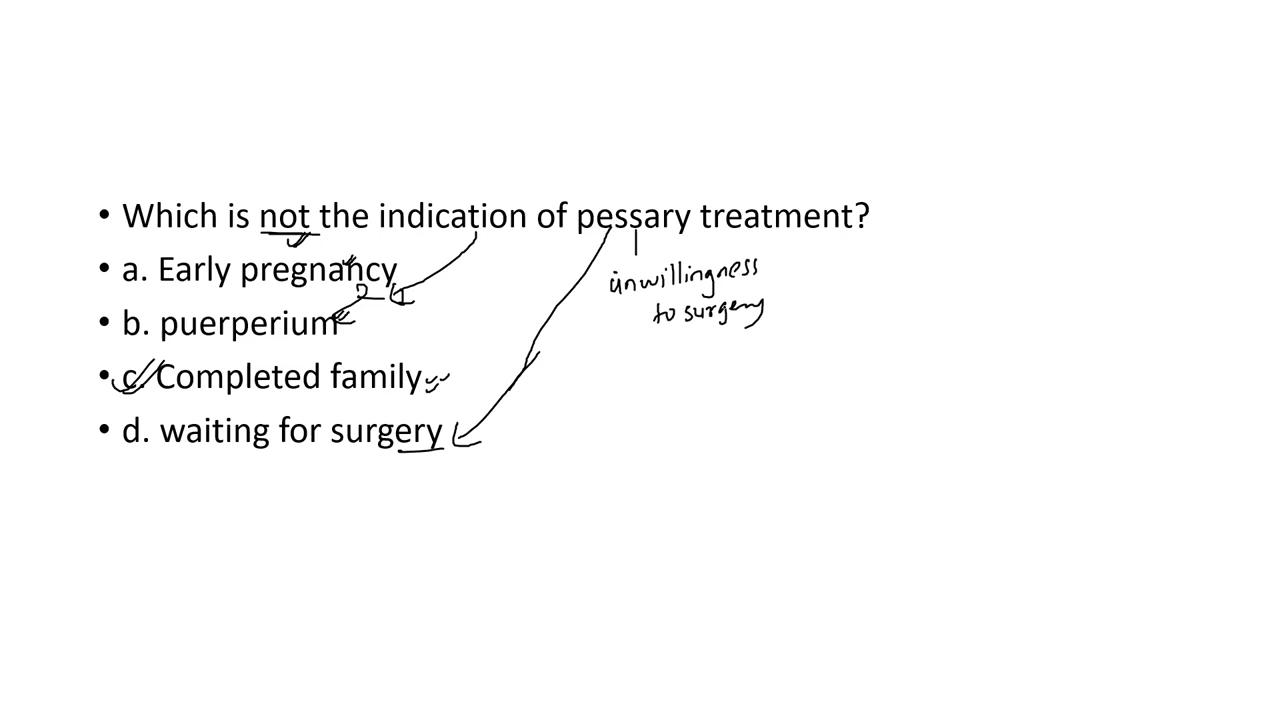 • Which is not the indication of pessary treatment?
• a. Early pregnancy
• b. puerperium
• c. Completed family
• d. waiting for surgery
unwillingness
to surgery